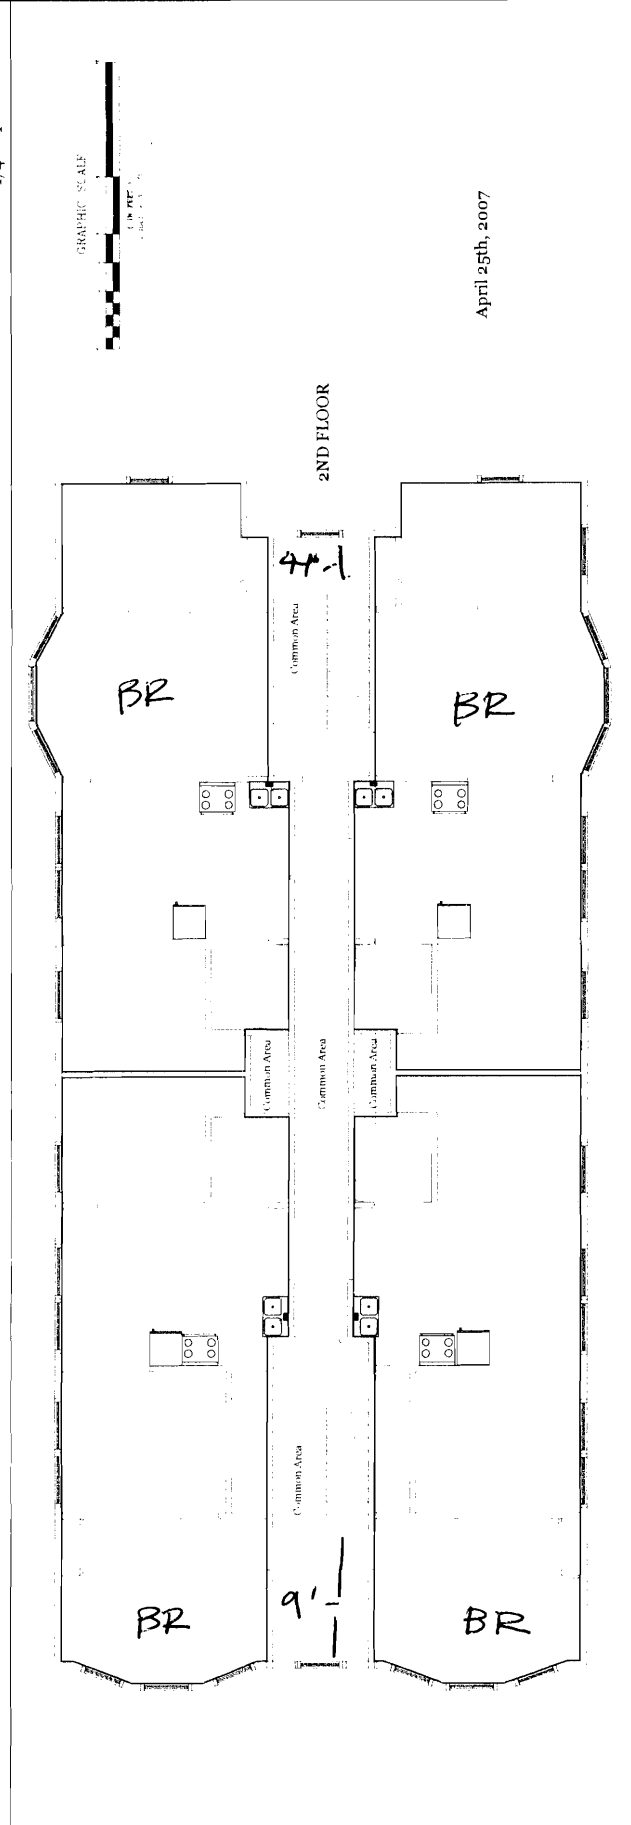 GRAPHIC SCALE
April 25th, 2007
2ND FLOOR
Common Area
BR
BR
Common Area
Common Area
Common Area
Common Area
9'-
BR
BR